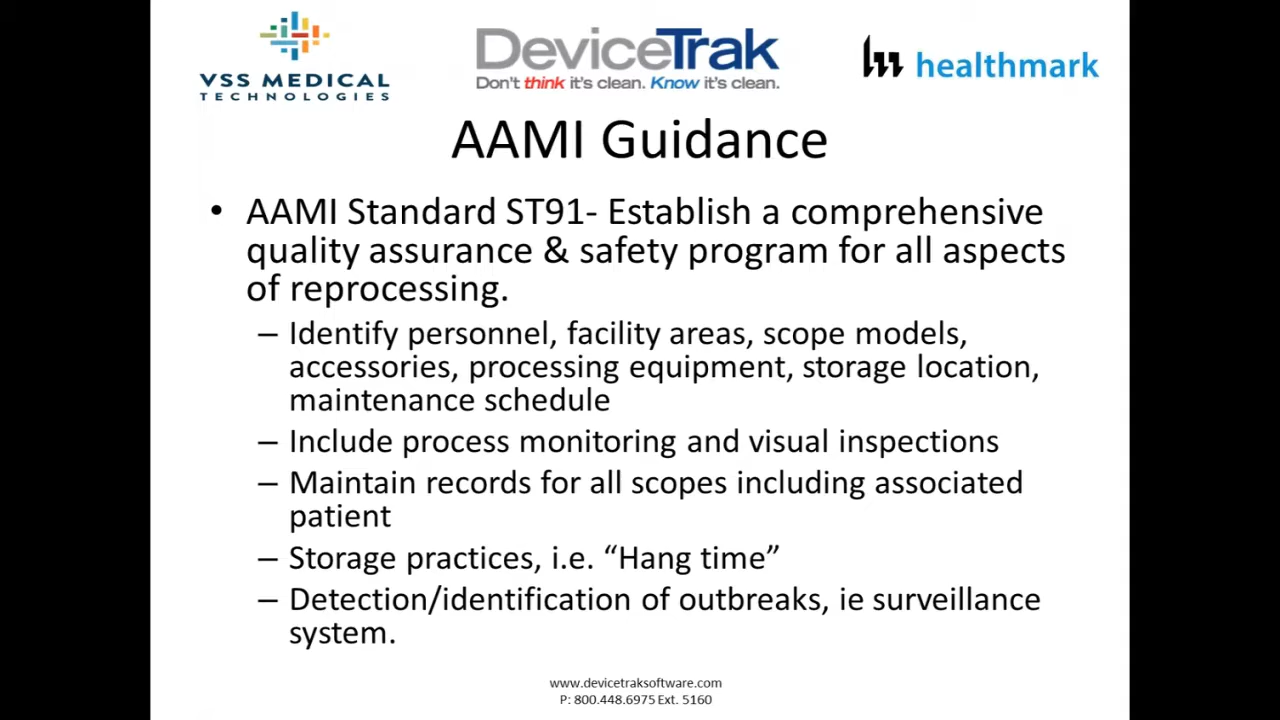 VSS MEDICAL
TECHNOLOGIES
DeviceTrak
Don't think it's clean. Know it's clean.
healthmark
AAMI Guidance
• AAMI Standard ST91- Establish a comprehensive
quality assurance & safety program for all aspects
of reprocessing.
– Identify personnel, facility areas, scope models,
accessories, processing equipment, storage location,
maintenance schedule
– Include process monitoring and visual inspections
– Maintain records for all scopes including associated
patient
– Storage practices, i.e. “Hang time”
– Detection/identification of outbreaks, ie surveillance
system.
www.devicetraksoftware.com
P: 800.448.6975 Ext. 5160